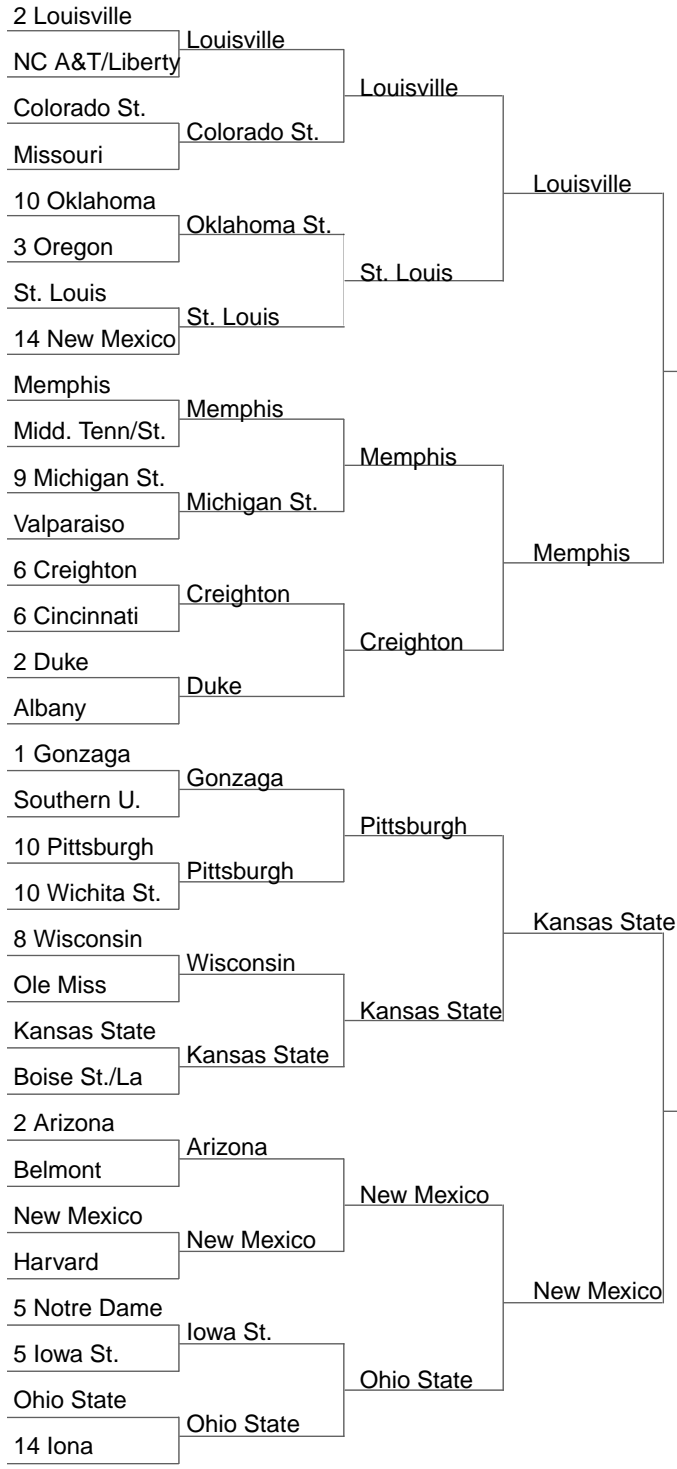 2 Louisville
NC A&T/Liberty
Colorado St.
Missouri
10 Oklahoma
3 Oregon
St. Louis
14 New Mexico
Memphis
Midd. Tenn/St.
9 Michigan St.
Valparaiso
6 Creighton
6 Cincinnati
2 Duke
Albany
1 Gonzaga
Southern U.
10 Pittsburgh
10 Wichita St.
8 Wisconsin
Ole Miss
Kansas State
Boise St./La
2 Arizona
Belmont
New Mexico
Harvard
5 Notre Dame
5 Iowa St.
Ohio State
14 Iona
Louisville
Colorado St.
Oklahoma St.
St. Louis
Memphis
Michigan St.
Creighton
Duke
Gonzaga
Pittsburgh
Wisconsin
Kansas State
Arizona
New Mexico
Iowa St.
Ohio State
Louisville
St. Louis
Memphis
Creighton
Pittsburgh
Kansas State
New Mexico
Ohio State
Louisville
Memphis
Kansas State
New Mexico